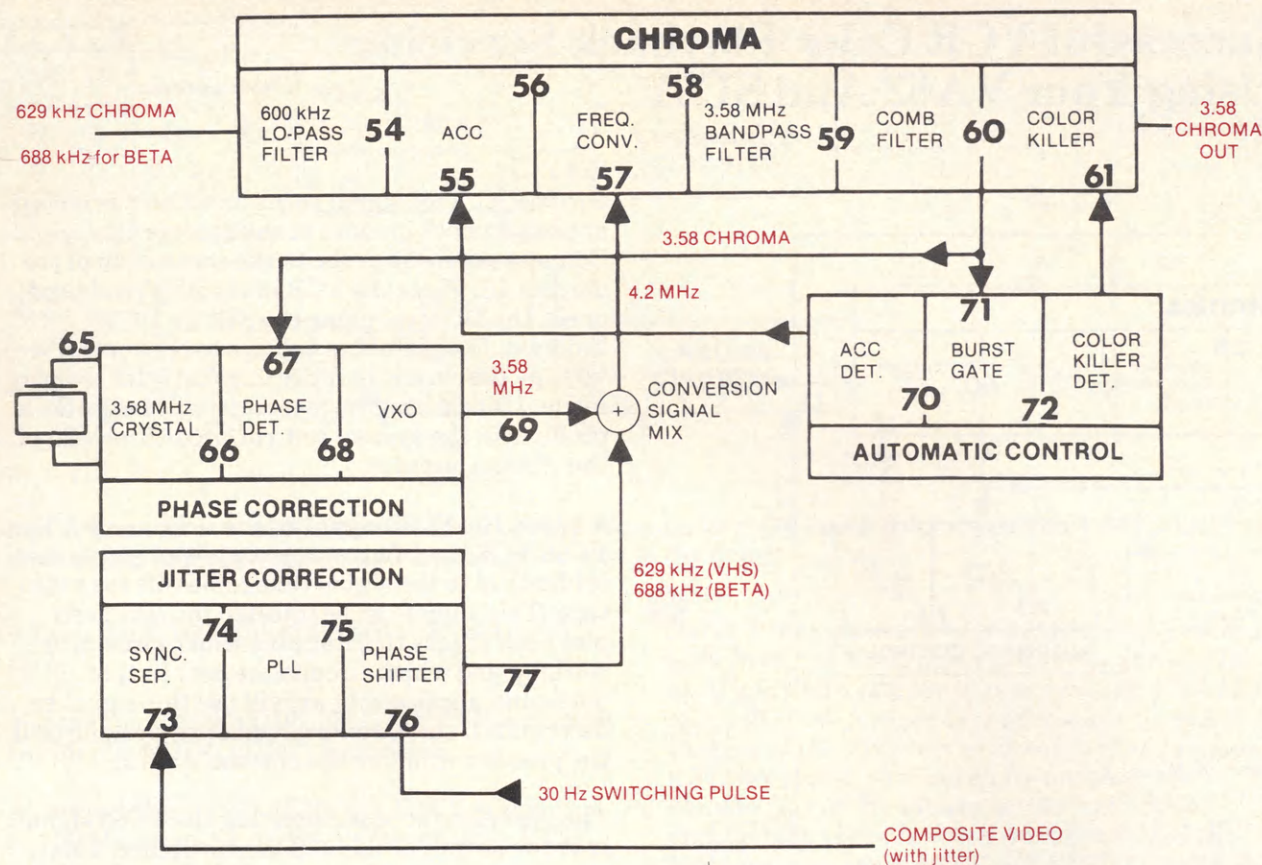 CHROMA
629 kHz CHROMA
688 kHz for BETA
600 kHz
LO-PASS
FILTER
54
ACC
55
56
FREQ.
CONV.
57
58
3.58 MHz
BANDPASS
FILTER
59
COMB
FILTER
60
COLOR
KILLER
61
3.58
CHROMA
OUT
3.58 CHROMA
4.2 MHz
65
3.58 MHz
CRYSTAL
66
67
PHASE
DET.
68
VXO
3.58
MHz
69
+
CONVERSION
SIGNAL
MIX
PHASE CORRECTION
ACC
DET.
70
71
BURST
GATE
72
COLOR
KILLER
DET.
AUTOMATIC CONTROL
JITTER CORRECTION
74
75
SYNC.
SEP.
73
PLL
PHASE
SHIFTER
76
77
629 kHz (VHS)
688 kHz (BETA)
30 Hz SWITCHING PULSE
COMPOSITE VIDEO
(with jitter)